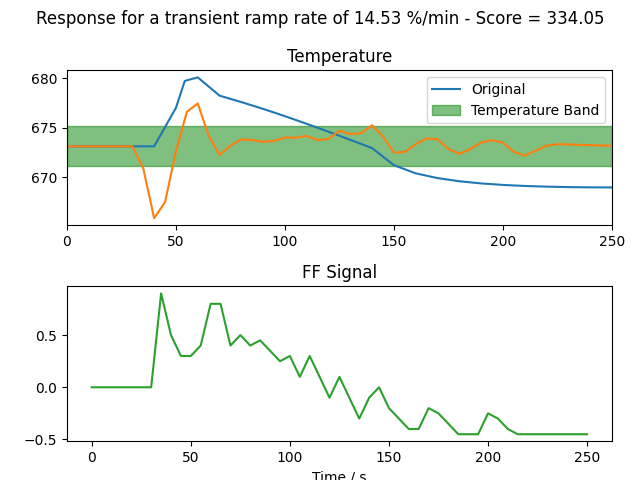 Response for a transient ramp rate of 14.53 %/min - Score = 334.05
Temperature
680
675
670
Original
Temperature Band
0 50 100 150 200 250
FF Signal
0.5
0.0
−0.5
0 50 100 150 200 250
Time / s